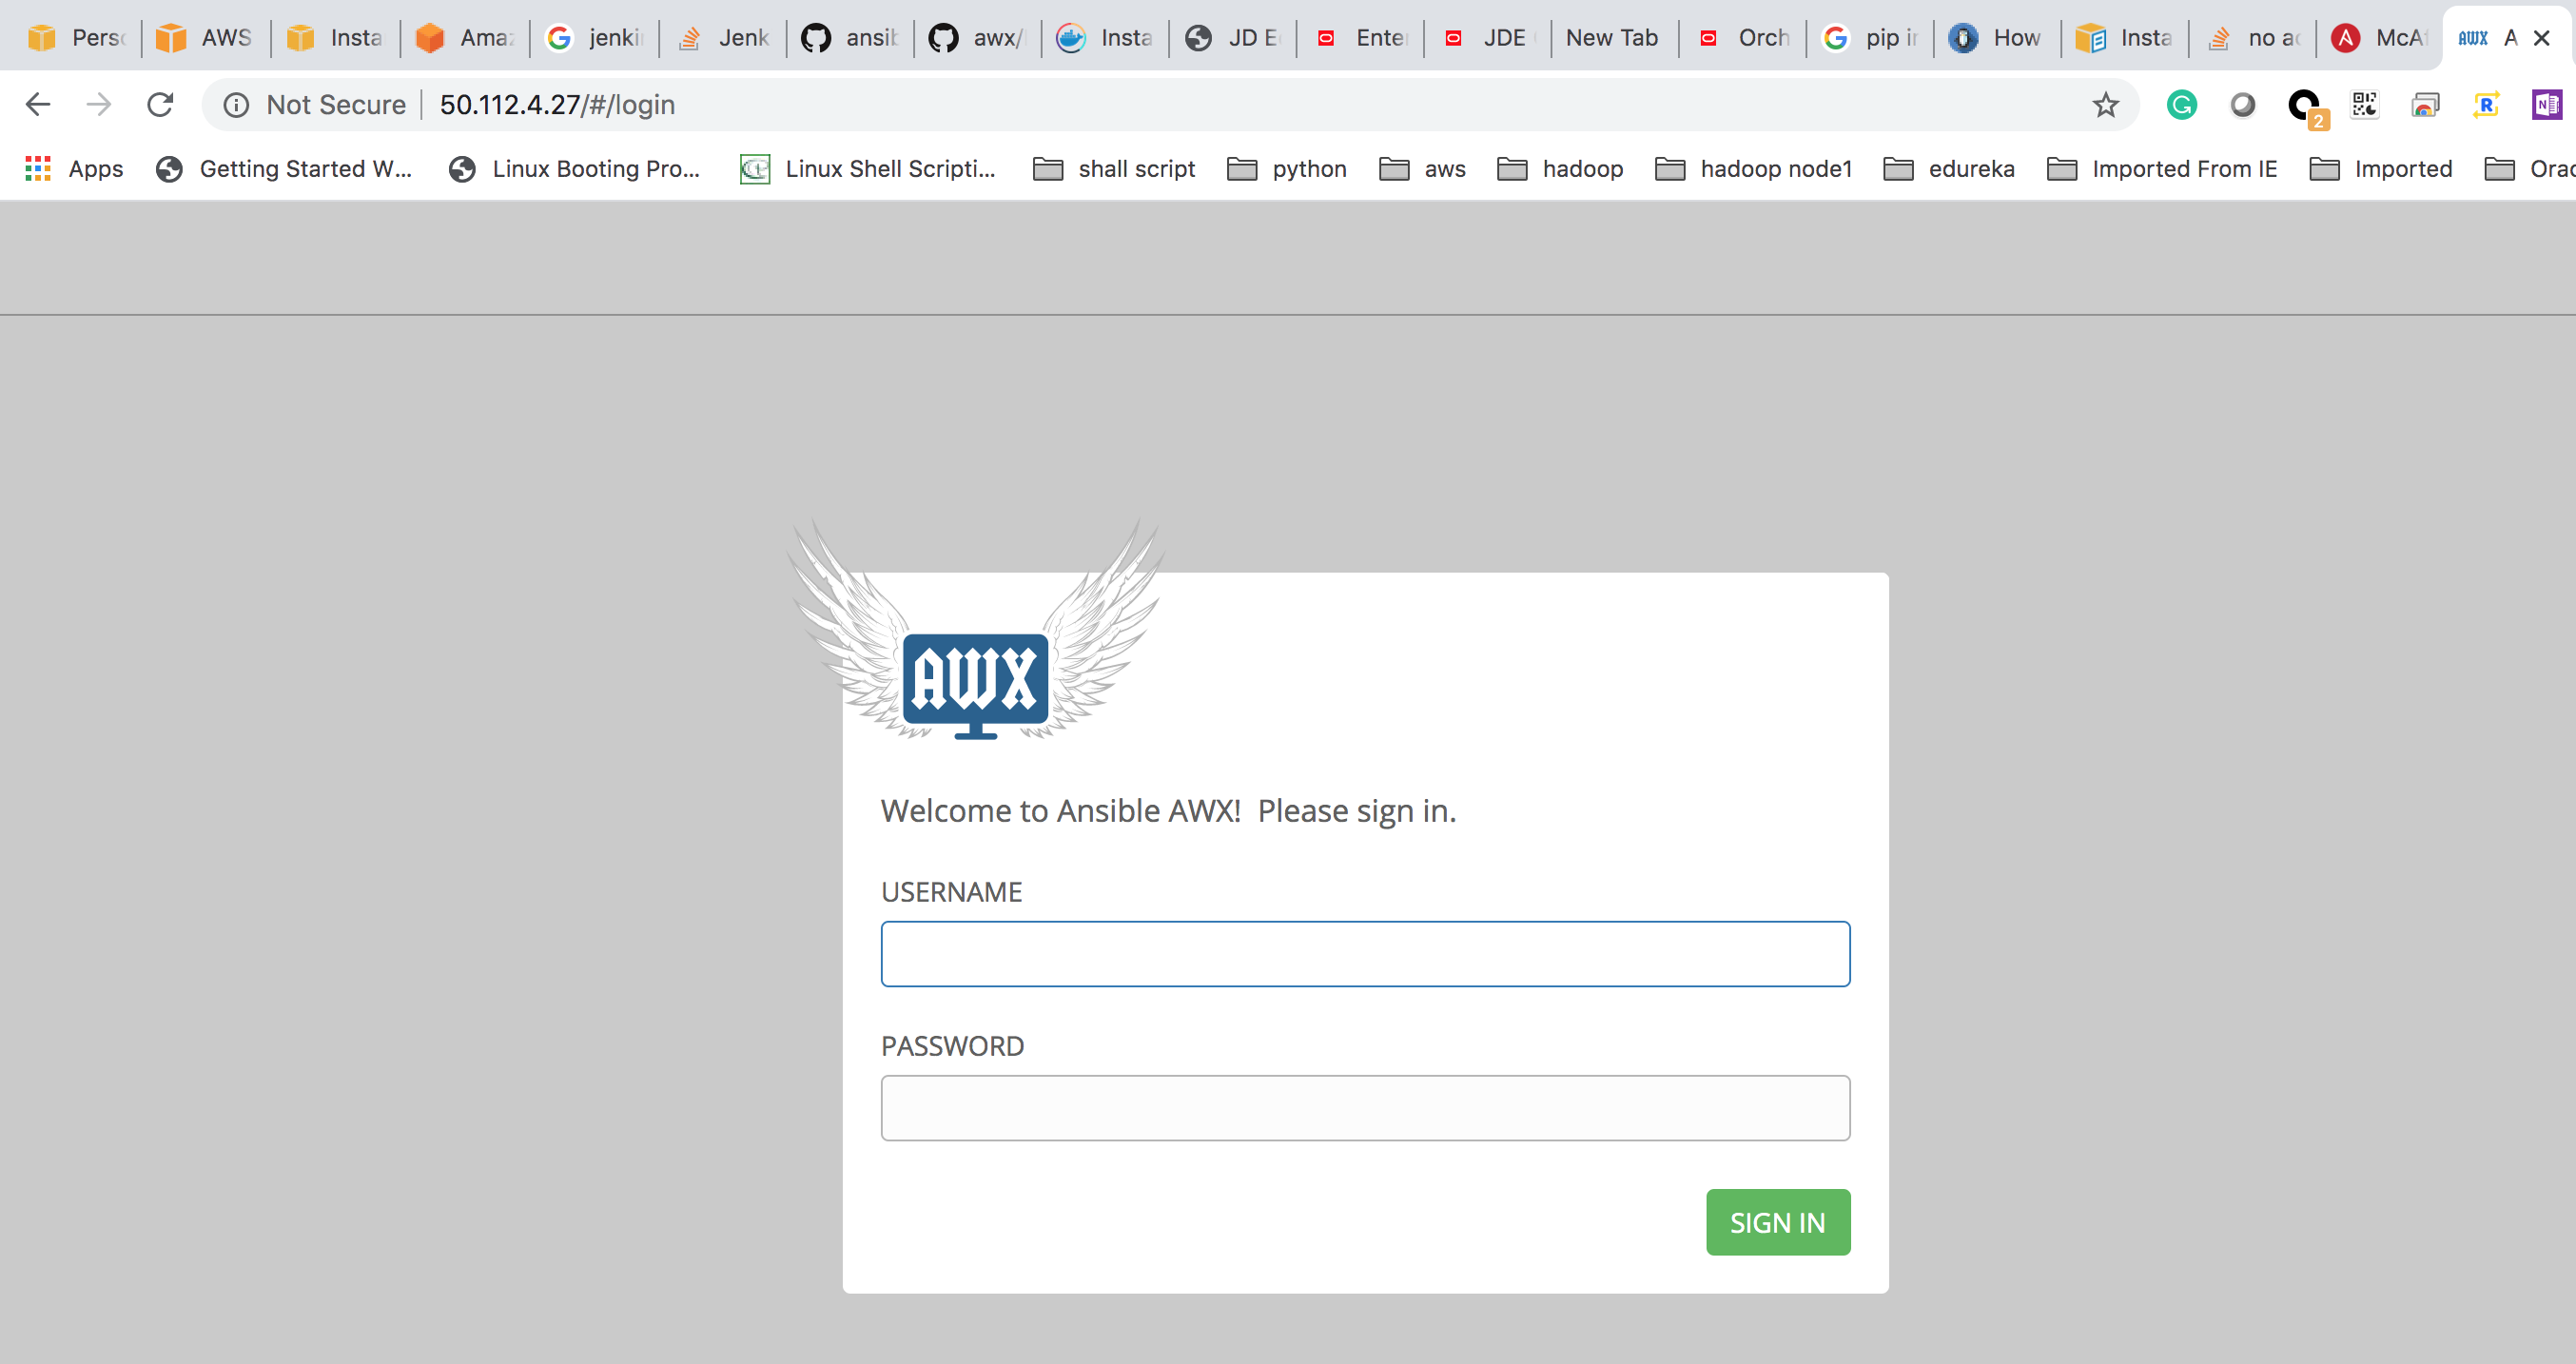 Perso AWS Insta Amaz jenki Jenk ansib awx/ Insta JD E Enter JDE New Tab Orch pip in How Insta no ac McAf AWX A
Not Secure 50.112.4.27/#/login
2 R N
Apps Getting Started W... Linux Booting Pro... Linux Shell Scripti... shall script python aws hadoop hadoop node1 edureka Imported From IE Imported Orac
AWX
Welcome to Ansible AWX! Please sign in.
USERNAME
PASSWORD
SIGN IN